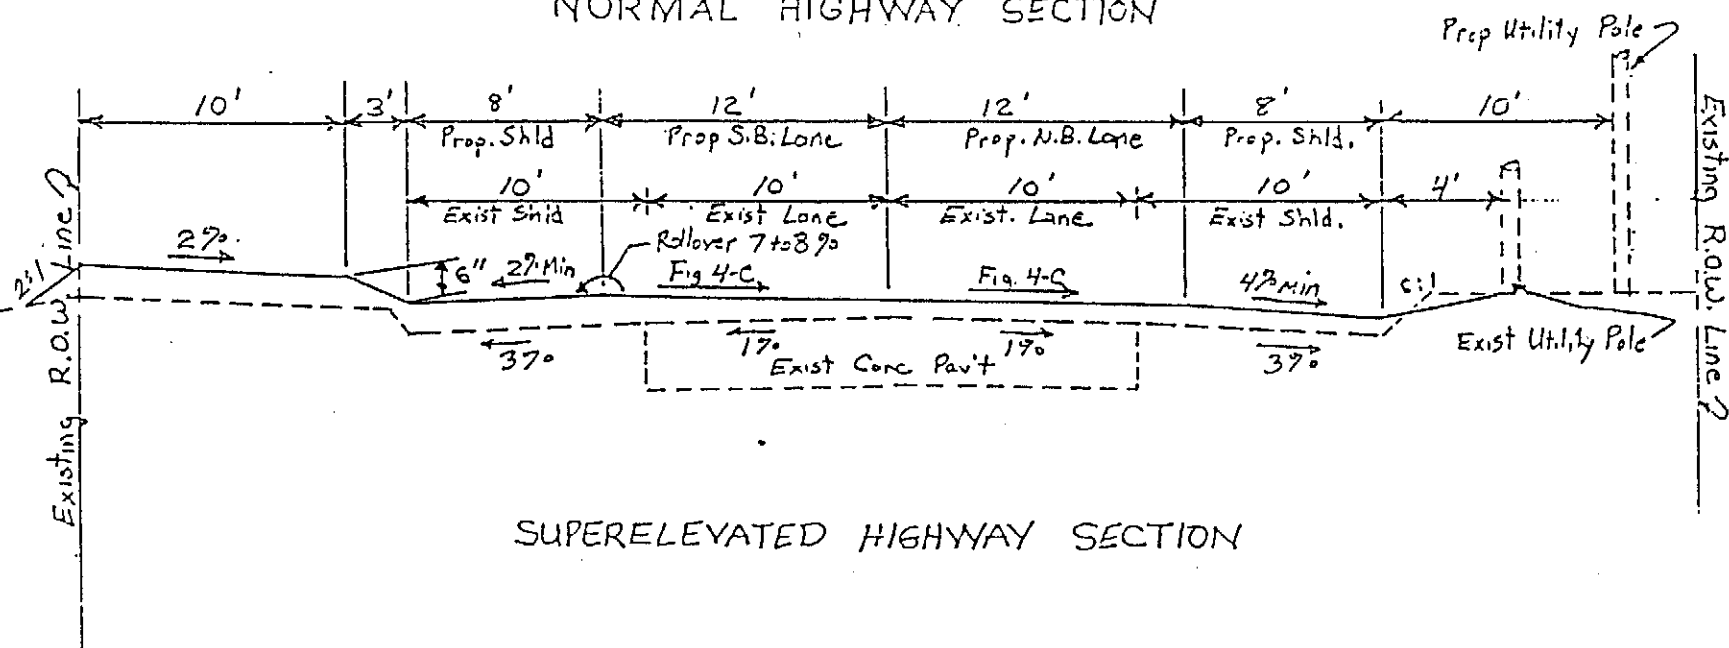 NORMAL HIGHWAY SECTION
Prop Utility Pole
10'
3'
8'
12'
12'
8'
10'
Prop. Shld
Prop S.B. Lane
Prop. N.B. Lane
Prop. Shld.
10'
10'
10'
10'
4'
Exist Shld
Exist Lane
Exist. Lane
Exist Shld.
Existing R.O.W. Line
Existing R.O.W. Line
2:1
2%
6"
2% Min
Rollover 7 to 8%
Fig 4-C
Fig. 4-C
4% Min
3%
1%
1%
3%
Exist Conc Pav't
Exist Utility Pole
SUPERELEVATED HIGHWAY SECTION